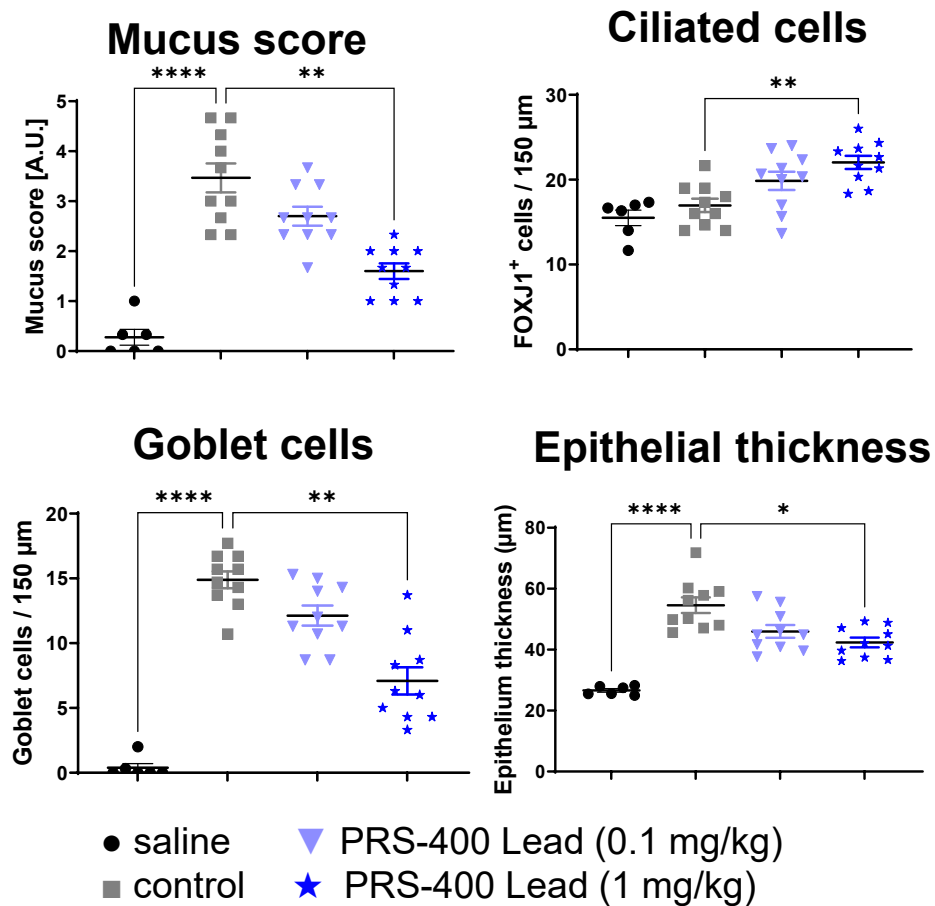 Mucus score
**** **
Mucus score [A.U.]
5
4
3
2
1
0
Ciliated cells
**
FOXJ1+ cells / 150 µm
30
20
10
0
Goblet cells
**** **
Goblet cells / 150 µm
20
15
10
5
0
Epithelial thickness
**** *
Epithelium thickness (µm)
80
60
40
20
0
saline PRS-400 Lead (0.1 mg/kg)
control PRS-400 Lead (1 mg/kg)